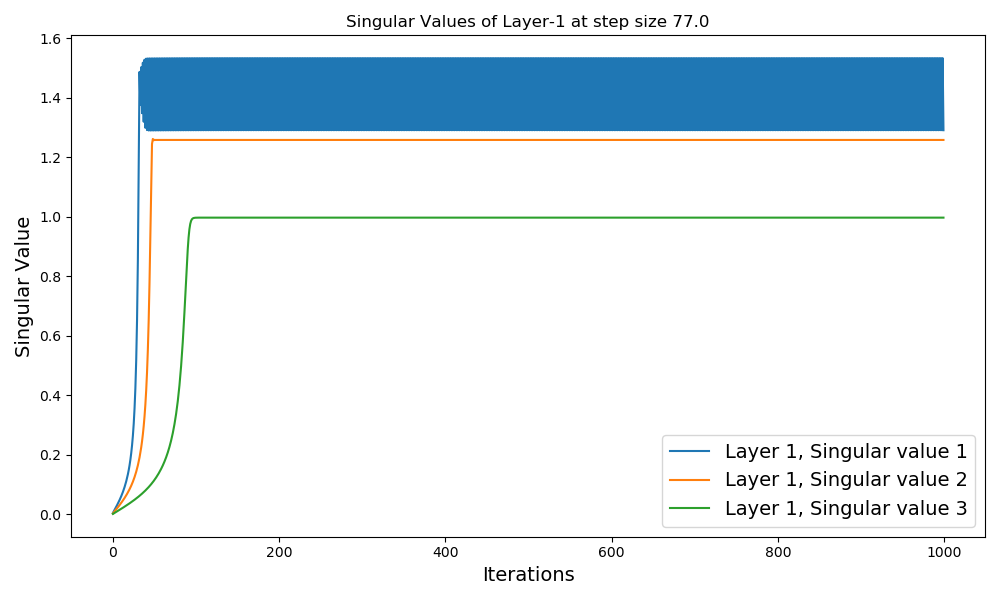 Singular Values of Layer-1 at step size 77.0
Singular Value
1.6
1.4
1.2
1.0
0.8
0.6
0.4
0.2
0.0
Layer 1, Singular value 1
Layer 1, Singular value 2
Layer 1, Singular value 3
0 200 400 600 800 1000
Iterations